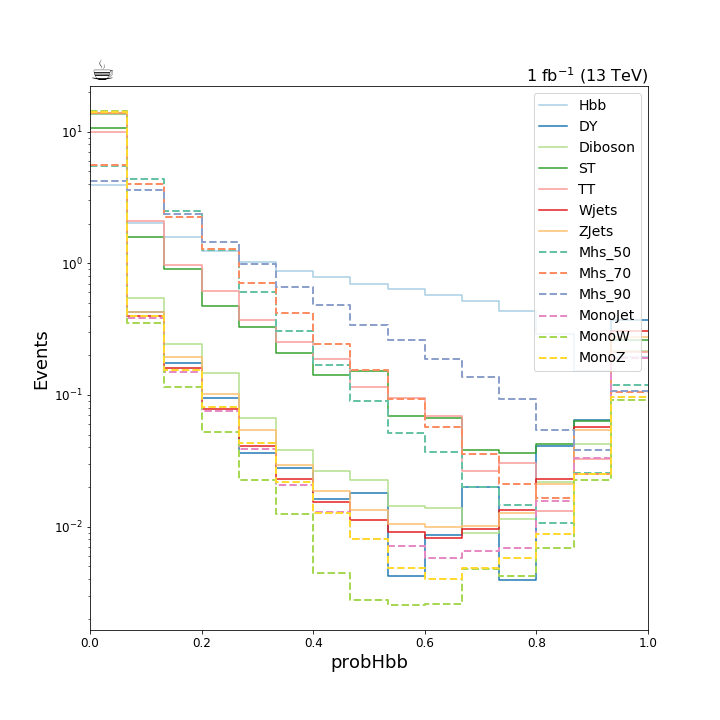 ☕ 1 fb⁻¹ (13 TeV)
Hbb
DY
Diboson
ST
TT
Wjets
ZJets
Mhs_50
Mhs_70
Mhs_90
MonoJet
MonoW
MonoZ
Events
10¹
10⁰
10⁻¹
10⁻²
0.0 0.2 0.4 0.6 0.8 1.0
probHbb